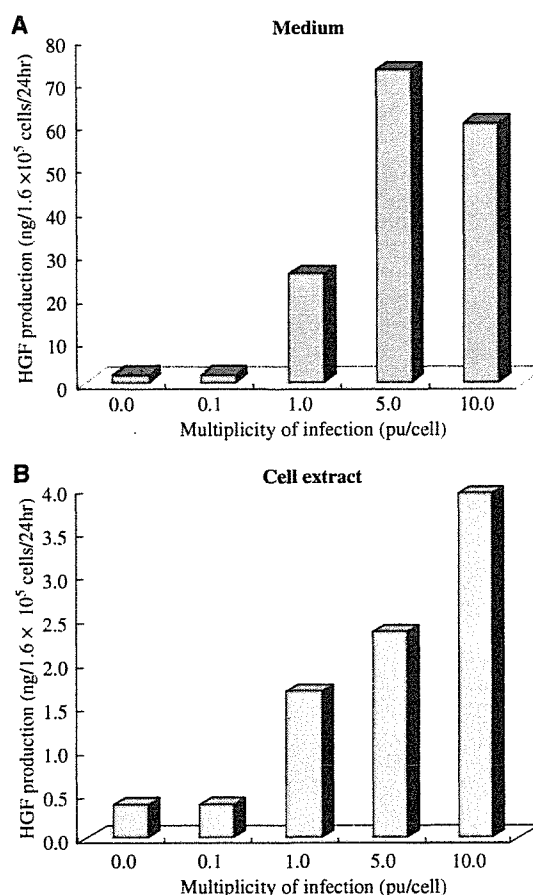 A
Medium
HGF production (ng/1.6 ×10⁵ cells/24hr)
80
70
60
50
40
30
20
10
0
0.0 0.1 1.0 5.0 10.0
Multiplicity of infection (pu/cell)
B
Cell extract
HGF production (ng/1.6 × 10⁵ cells/24hr)
4.0
3.5
3.0
2.5
2.0
1.5
1.0
0.5
0.0
0.0 0.1 1.0 5.0 10.0
Multiplicity of infection (pu/cell)